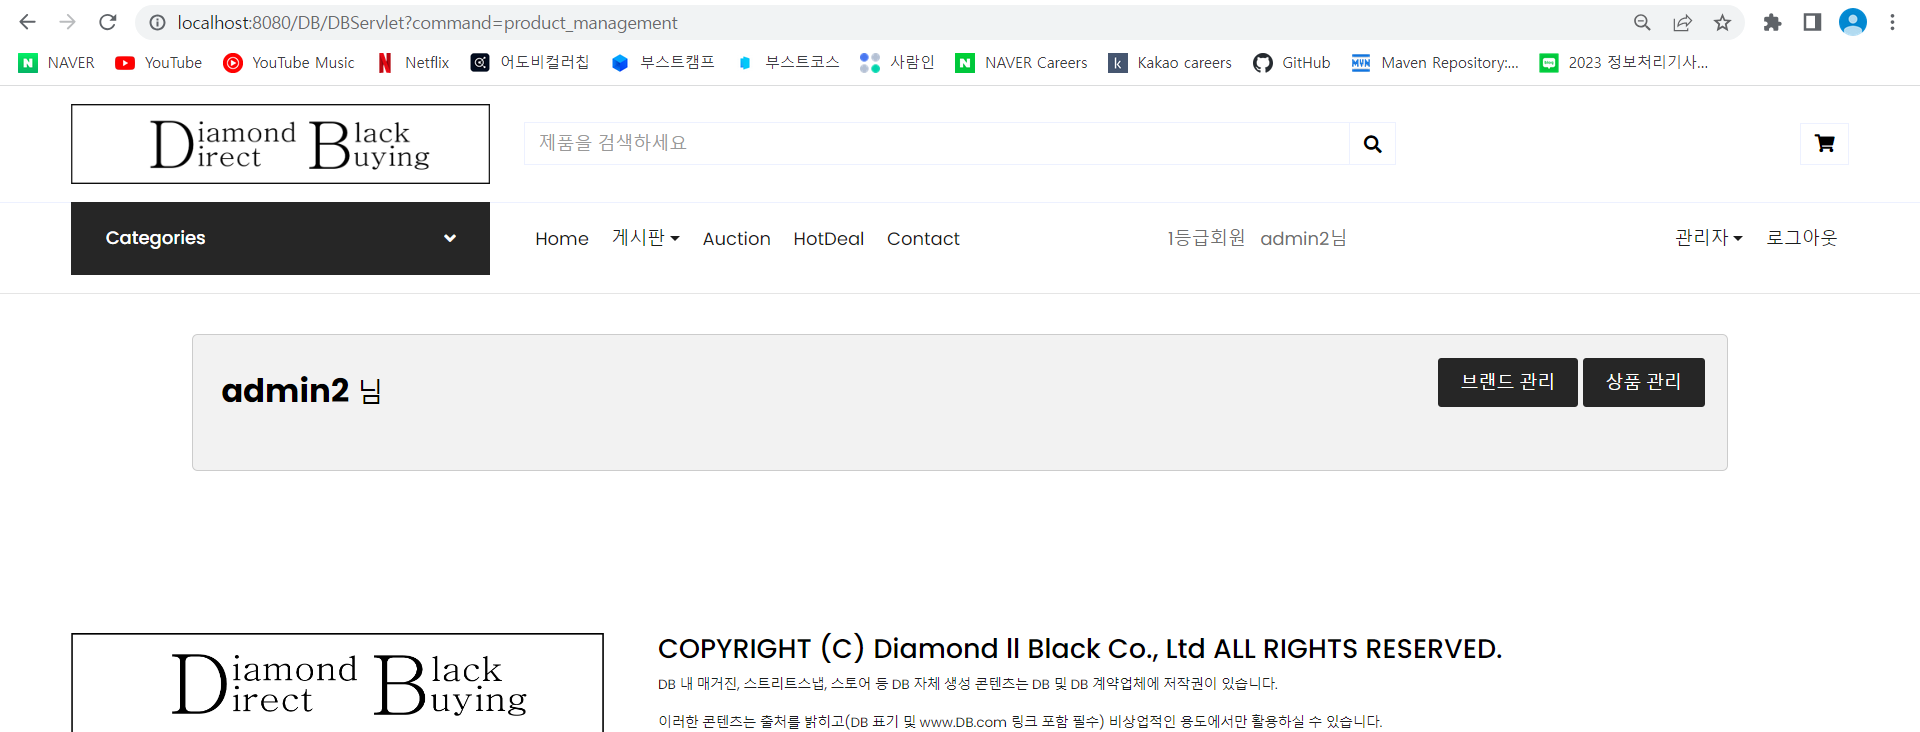 localhost:8080/DB/DBServlet?command=product_management
NAVER YouTube YouTube Music Netflix 어도비컬러칩 부스트캠프 부스트코스 사람인 NAVER Careers Kakao careers GitHub Maven Repository:... 2023 정보처리기사...
Diamond Black
Direct Buying
제품을 검색하세요
Categories
Home 게시판 Auction HotDeal Contact 1등급회원 admin2님 관리자 로그아웃
admin2 님
브랜드 관리 상품 관리
Diamond Black
Direct Buying
COPYRIGHT (C) Diamond ll Black Co., Ltd ALL RIGHTS RESERVED.
DB 내 매거진, 스트리트스냅, 스토어 등 DB 자체 생성 콘텐츠는 DB 및 DB 계약업체에 저작권이 있습니다.
이러한 콘텐츠는 출처를 밝히고(DB 표기 및 www.DB.com 링크 포함 필수) 비상업적인 용도에서만 활용하실 수 있습니다.